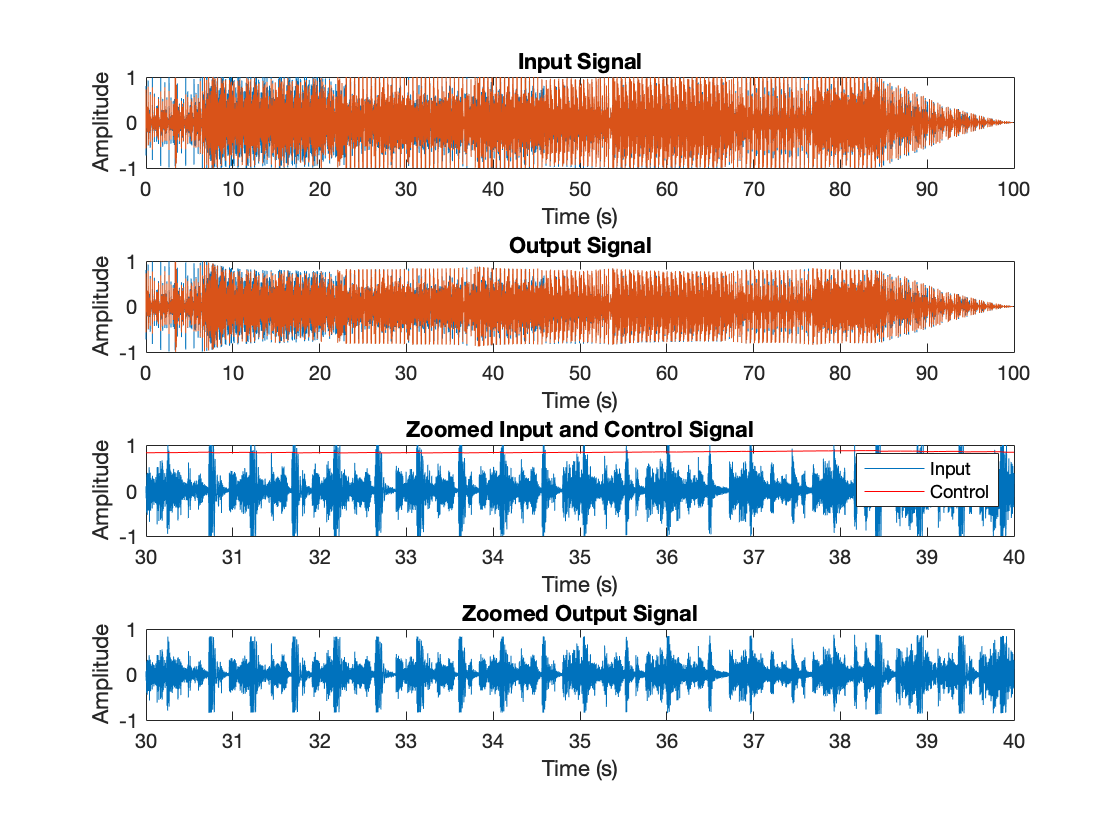 Input Signal
Amplitude
1
0
-1
0 10 20 30 40 50 60 70 80 90 100
Time (s)
Output Signal
Amplitude
1
0
-1
0 10 20 30 40 50 60 70 80 90 100
Time (s)
Zoomed Input and Control Signal
Amplitude
1
0
-1
Input
Control
30 31 32 33 34 35 36 37 38 39 40
Time (s)
Zoomed Output Signal
Amplitude
1
0
-1
30 31 32 33 34 35 36 37 38 39 40
Time (s)